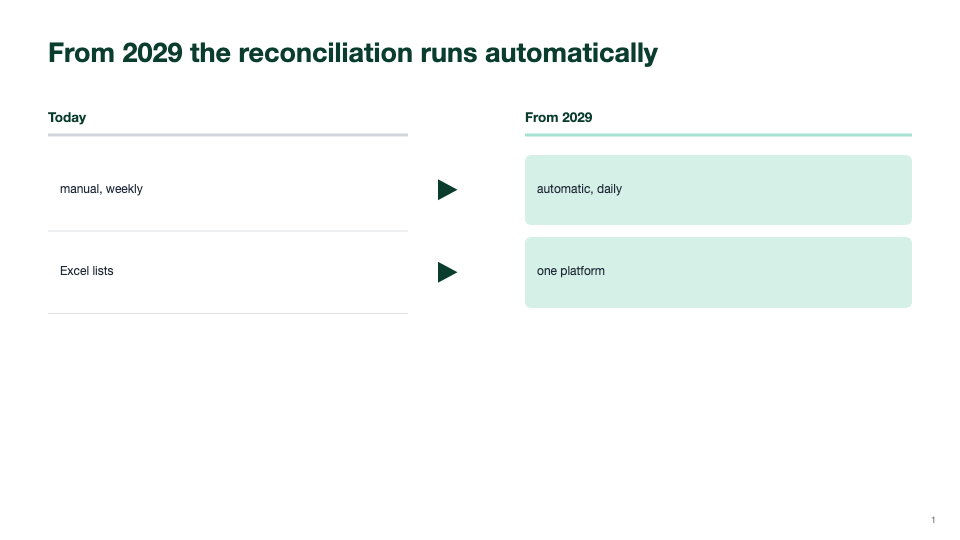 From 2029 the reconciliation runs automatically
Today
From 2029
manual, weekly
automatic, daily
Excel lists
one platform
1